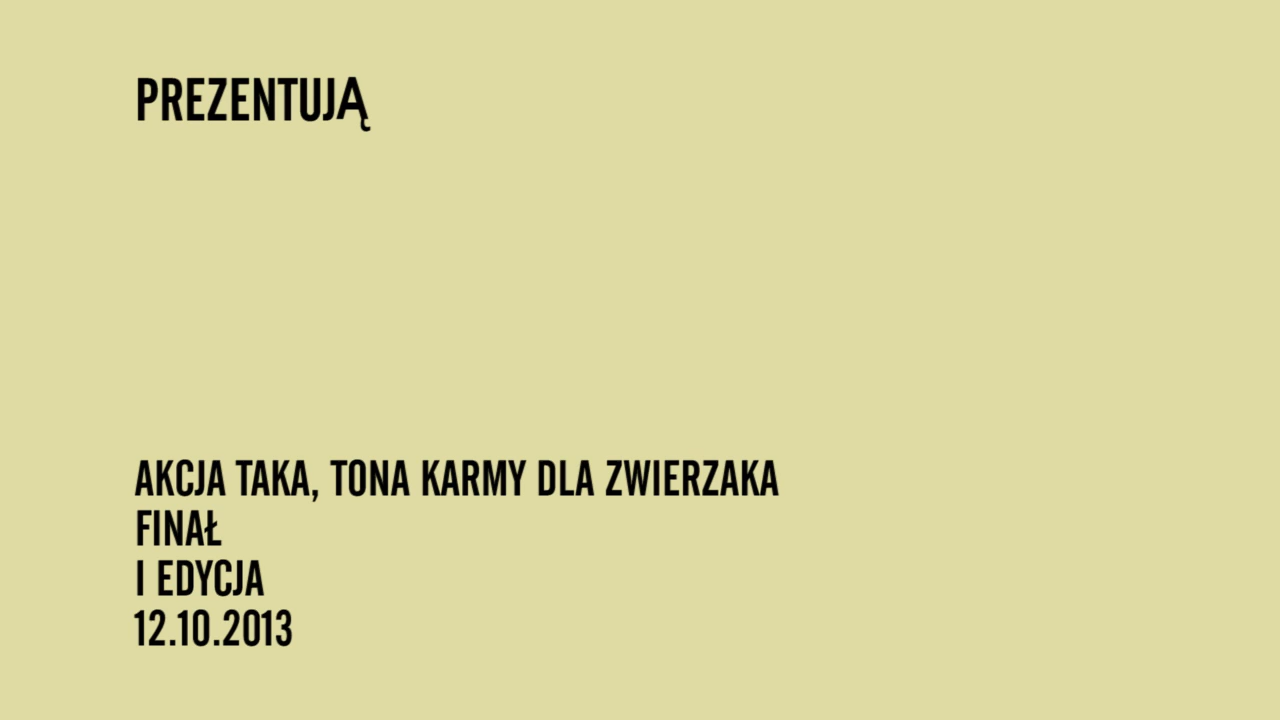 PREZENTUJĄ
AKCJA TAKA, TONA KARMY DLA ZWIERZAKA
FINAŁ
I EDYCJA
12.10.2013